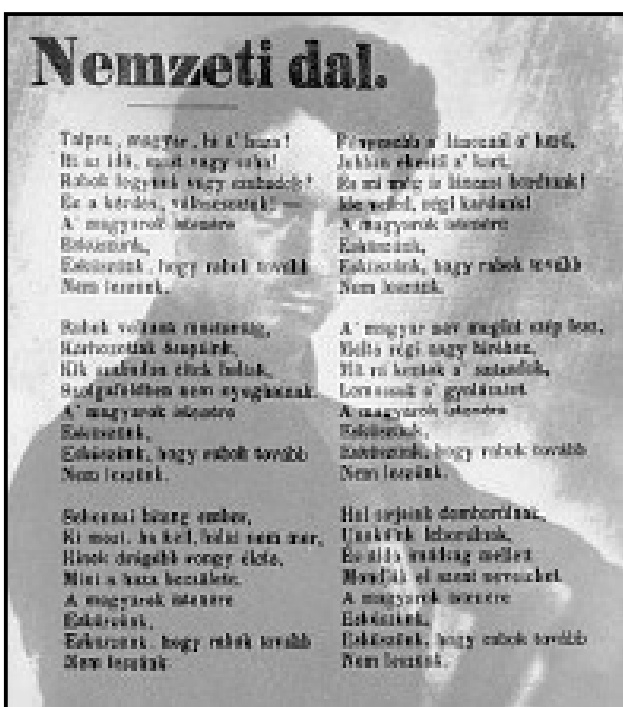 Nemzeti dal.
Talpra, magyar, hí a' haza!
Itt az idő, most vagy soha!
Rabok legyünk vagy szabadok?
Ez a kérdés, válasszatok! —
A' magyarok istenére
Esküszünk,
Esküszünk, hogy rabok tovább
Nem leszünk.
Rabok voltunk mostanáig,
Kárhozottak ősapáink,
Kik szabadon éltek haltak,
Szolgaföldben nem nyughatnak.
A' magyarok istenére
Esküszünk,
Esküszünk, hogy rabok tovább
Nem leszünk.
Sehonnai bitang ember,
Ki most, ha kell, halni nem mer,
Kinek drágább rongy élete,
Mint a haza becsülete.
A magyarok istenére
Esküszünk,
Esküszünk, hogy rabok tovább
Nem leszünk.
Fényesebb a' láncznál a' kard,
Jobban ékesíti a' kart,
És mi még is lánczot hordtunk!
Ide veled, régi kardunk!
A magyarok istenére
Esküszünk,
Esküszünk, hogy rabok tovább
Nem leszünk.
A' magyar név megint szép lesz,
Méltó régi nagy híréhez,
Mit rá kentek a' századok,
Lemossuk a' gyalázatot.
A magyarok istenére
Esküszünk,
Esküszünk, hogy rabok tovább
Nem leszünk.
Hol sírjaink domborulnak,
Unokáink leborulnak,
És áldó imádság mellett
Mondják el szent neveinket.
A magyarok istenére
Esküszünk,
Esküszünk, hogy rabok tovább
Nem leszünk.